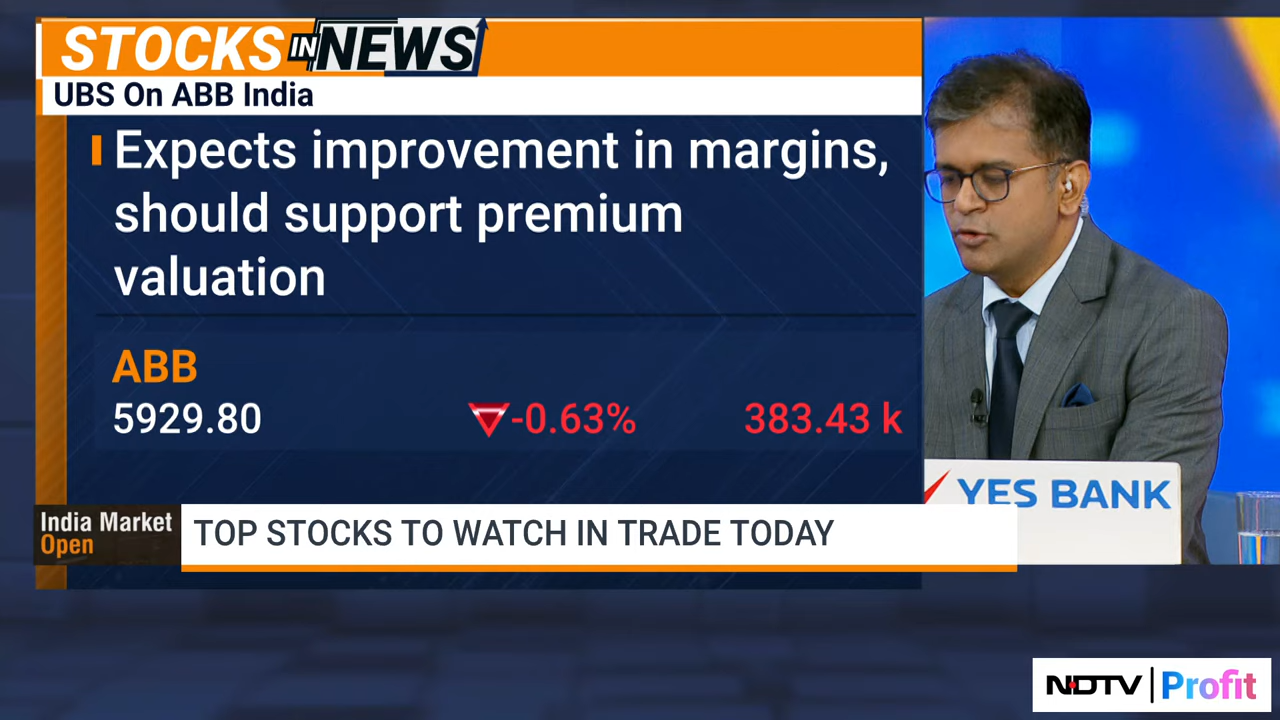 STOCKS IN NEWS
UBS On ABB India
Expects improvement in margins,
should support premium
valuation
ABB
5929.80 -0.63% 383.43 k
YES BANK
India Market
Open
TOP STOCKS TO WATCH IN TRADE TODAY
NDTV Profit